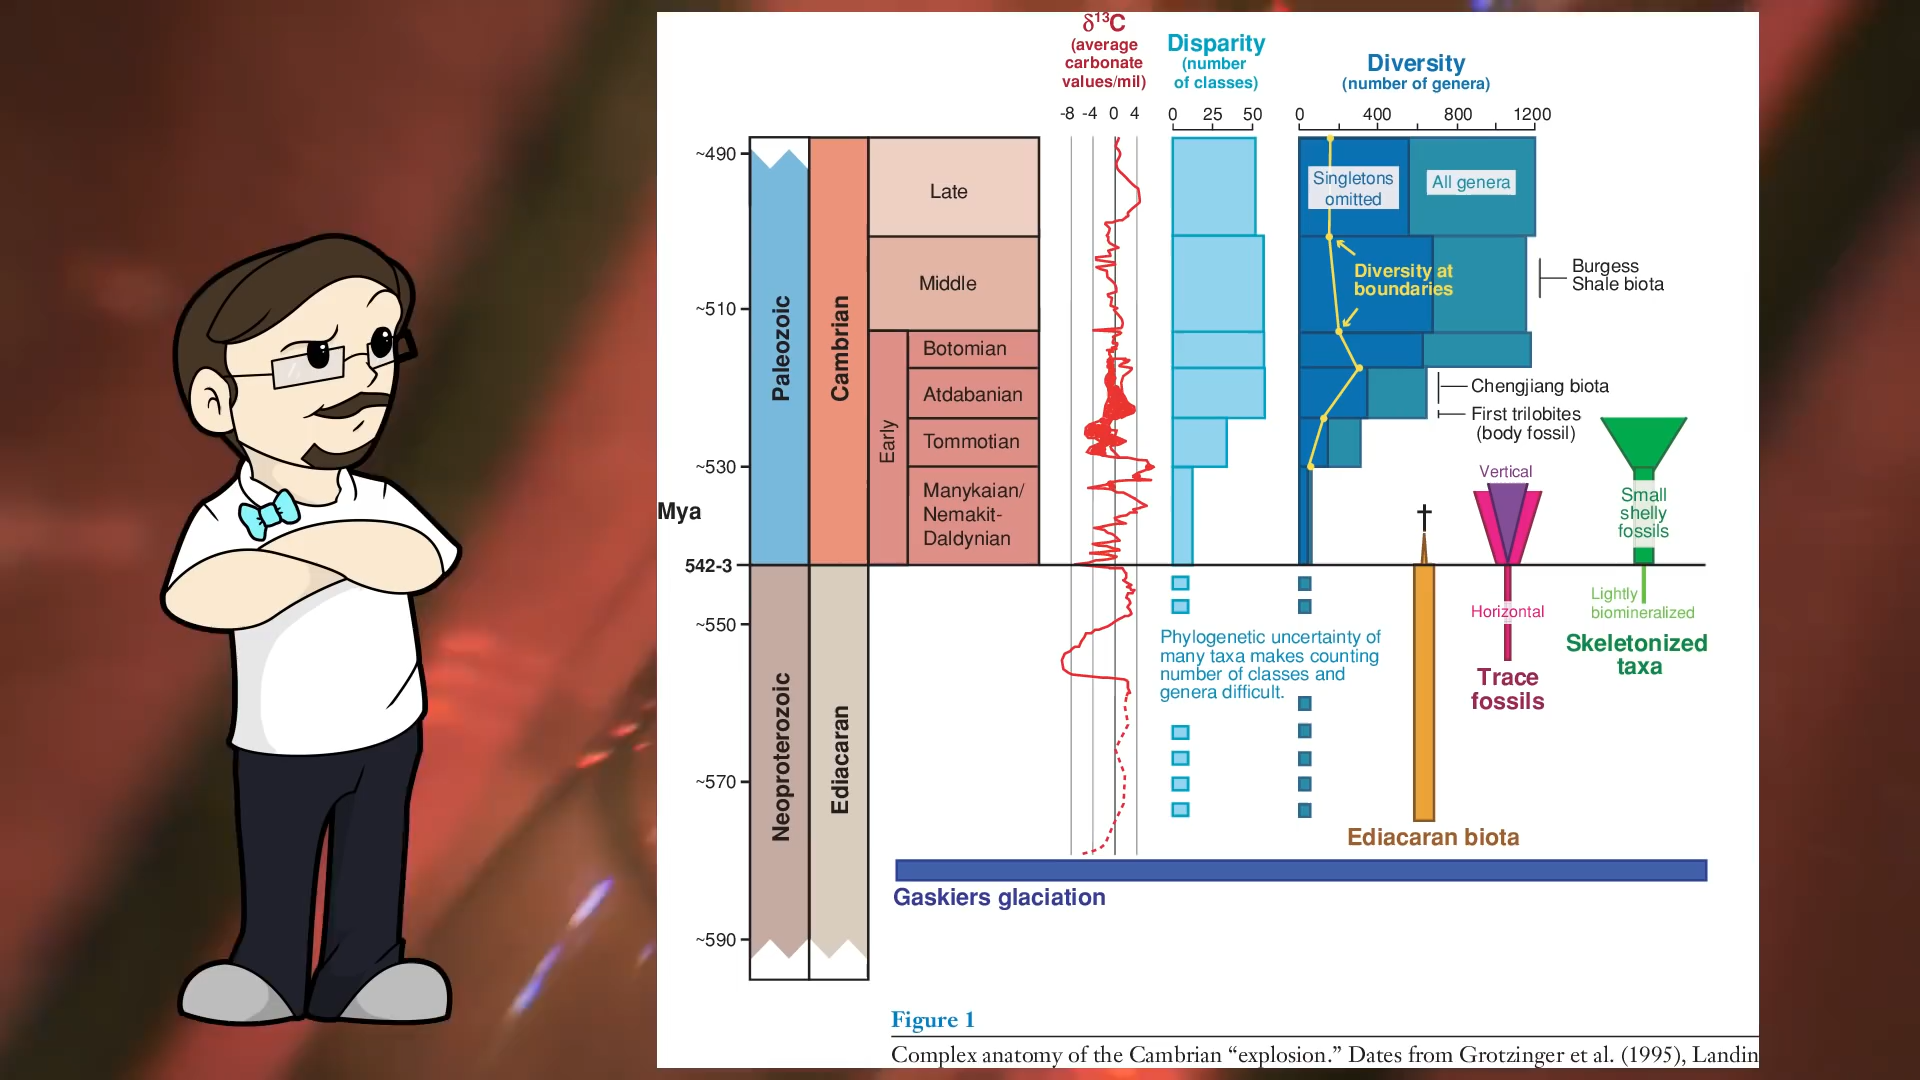 δ¹³C
(average
carbonate
values/mil)
Disparity
(number
of classes)
Diversity
(number of genera)
-8 -4 0 4
0 25 50
0 400 800 1200
~490
~510
~530
Mya
542-3
~550
~570
~590
Paleozoic
Neoproterozoic
Cambrian
Ediacaran
Late
Middle
Early
Botomian
Atdabanian
Tommotian
Manykaian/
Nemakit-
Daldynian
Singletons
omitted
All genera
Diversity at
boundaries
Burgess
Shale biota
Chengjiang biota
First trilobites
(body fossil)
Vertical
Small
shelly
fossils
Horizontal
Lightly
biomineralized
Skeletonized
taxa
Trace
fossils
Phylogenetic uncertainty of
many taxa makes counting
number of classes and
genera difficult.
Ediacaran biota
Gaskiers glaciation
Figure 1
Complex anatomy of the Cambrian “explosion.” Dates from Grotzinger et al. (1995), Landin